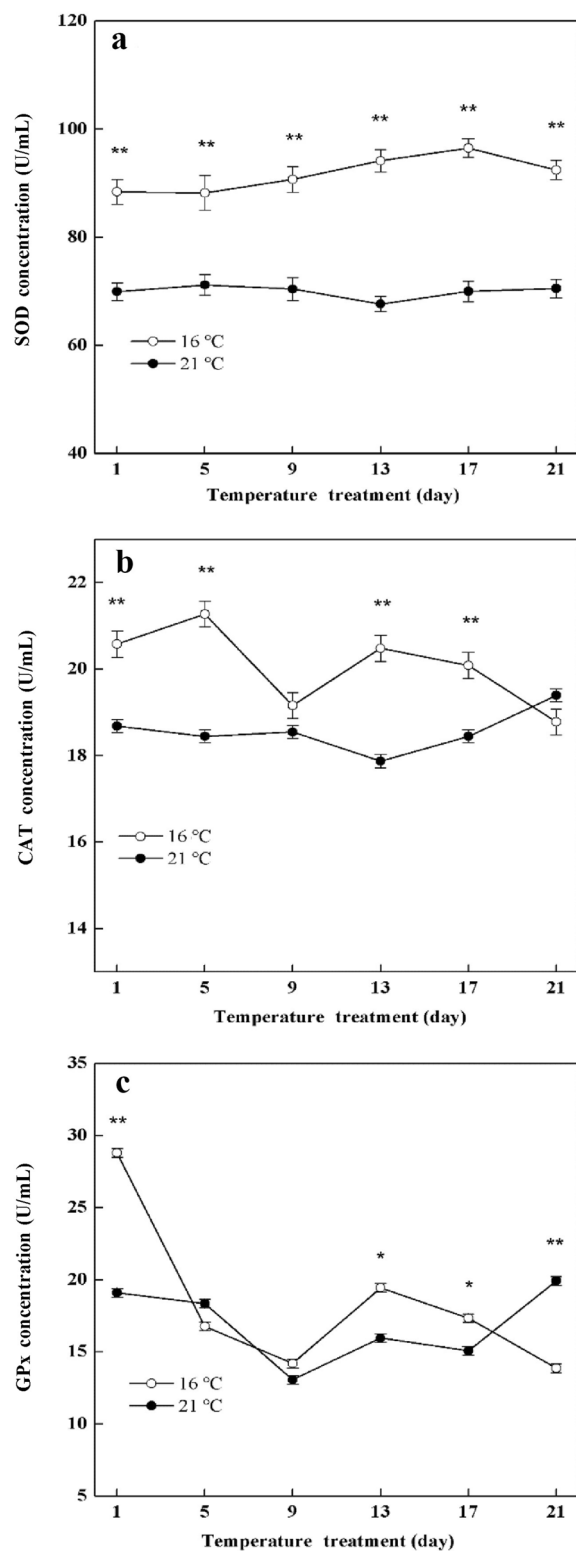 a
SOD concentration (U/mL)
120
100
80
60
40
** ** ** ** ** **
16 °C
21 °C
1 5 9 13 17 21
Temperature treatment (day)
b
CAT concentration (U/mL)
22
20
18
16
14
** ** ** **
16 °C
21 °C
1 5 9 13 17 21
Temperature treatment (day)
c
GPx concentration (U/mL)
35
30
25
20
15
10
5
** * * **
16 °C
21 °C
1 5 9 13 17 21
Temperature treatment (day)